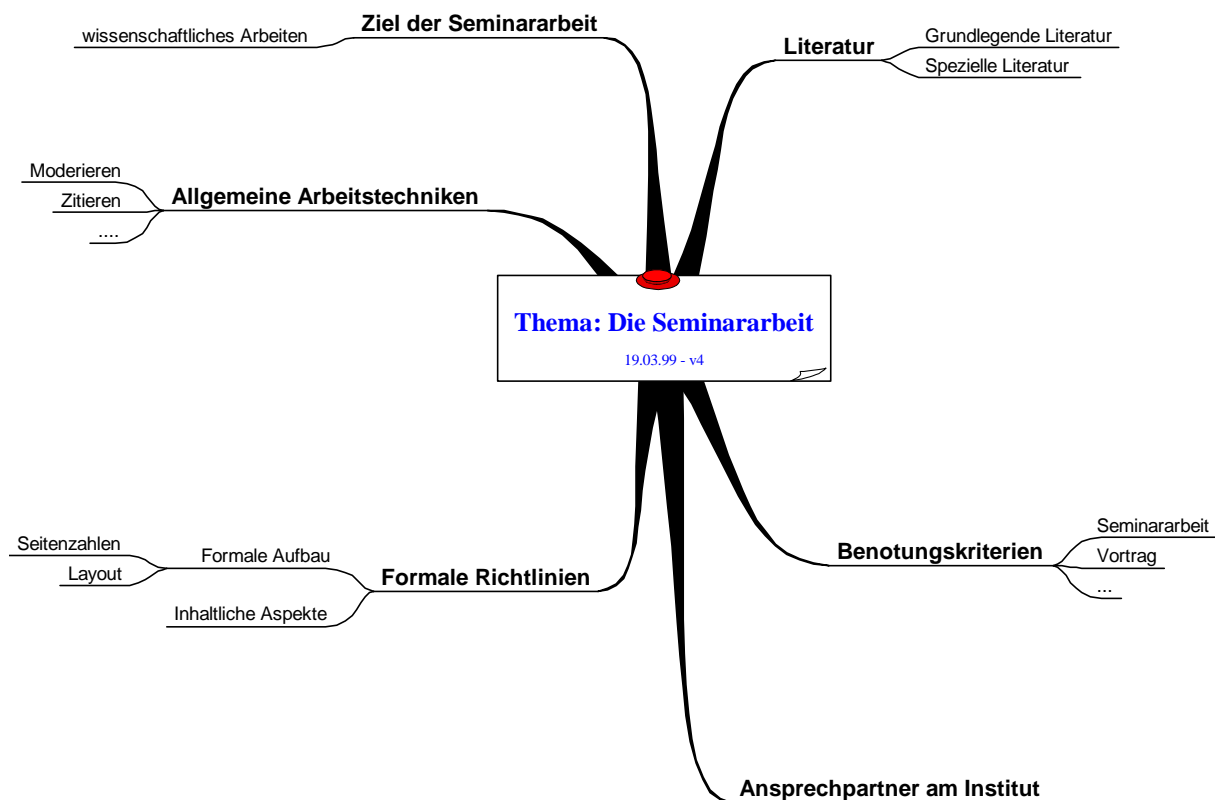 Ziel der Seminararbeit
wissenschaftliches Arbeiten
Literatur
Grundlegende Literatur
Spezielle Literatur
Allgemeine Arbeitstechniken
Moderieren
Zitieren
....
Thema: Die Seminararbeit
19.03.99 - v4
Formale Richtlinien
Formale Aufbau
Seitenzahlen
Layout
Inhaltliche Aspekte
Benotungskriterien
Seminararbeit
Vortrag
...
Ansprechpartner am Institut